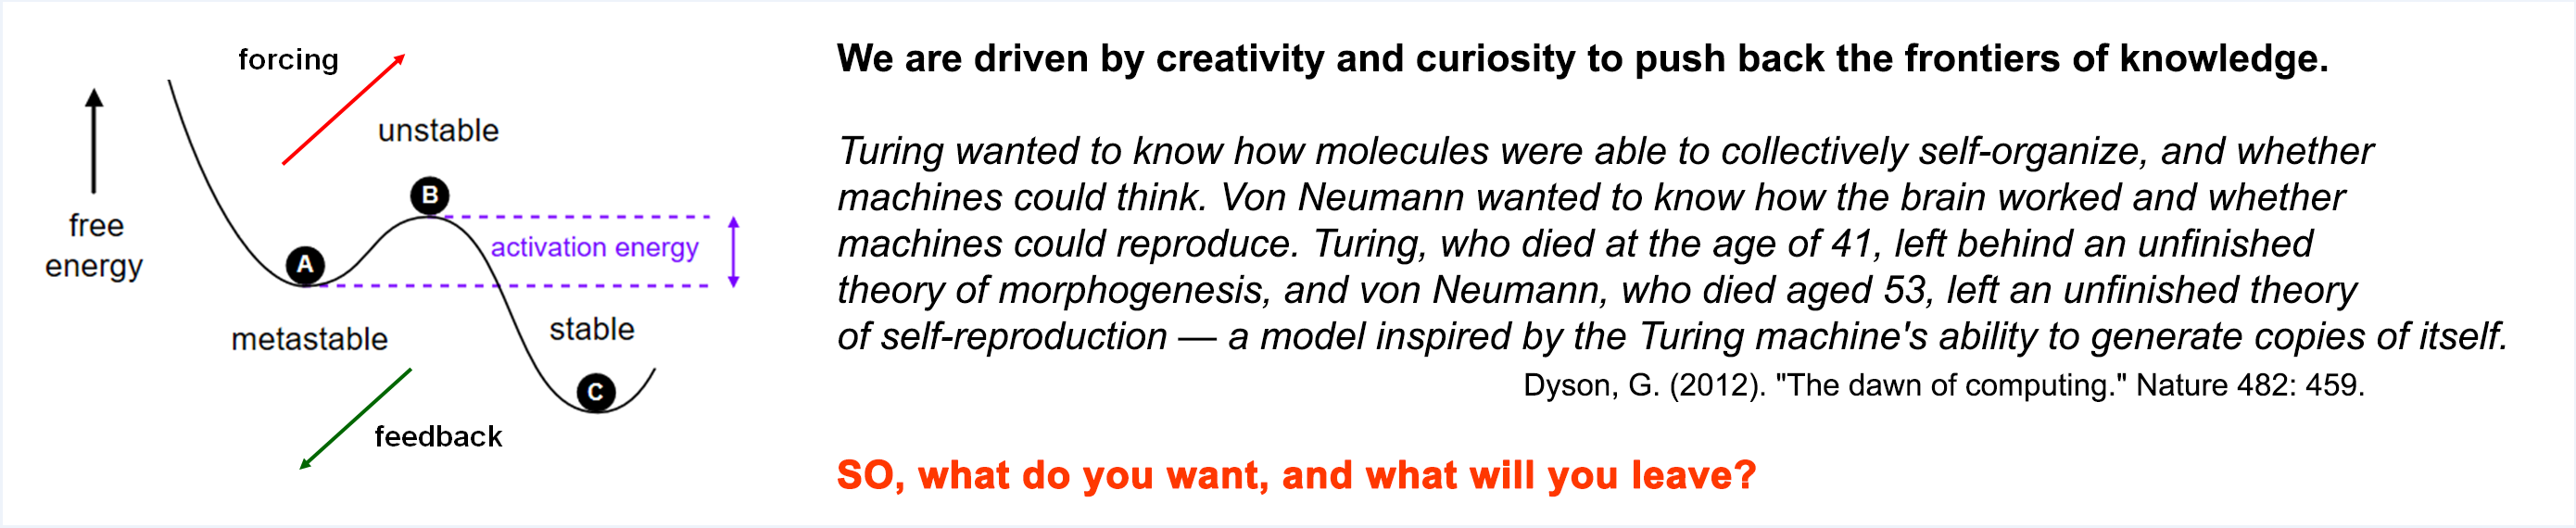 forcing
unstable
B
free
energy
activation energy
A
metastable
stable
C
feedback
We are driven by creativity and curiosity to push back the frontiers of knowledge.
Turing wanted to know how molecules were able to collectively self-organize, and whether
machines could think. Von Neumann wanted to know how the brain worked and whether
machines could reproduce. Turing, who died at the age of 41, left behind an unfinished
theory of morphogenesis, and von Neumann, who died aged 53, left an unfinished theory
of self-reproduction — a model inspired by the Turing machine's ability to generate copies of itself.
Dyson, G. (2012). "The dawn of computing." Nature 482: 459.
SO, what do you want, and what will you leave?